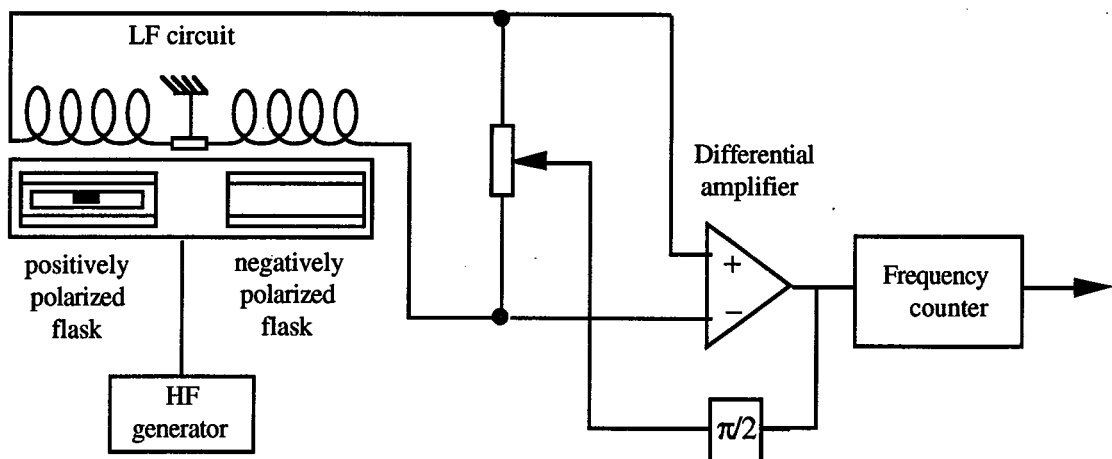 LF circuit
Differential
amplifier
+
−
Frequency
counter
positively
polarized
flask
negatively
polarized
flask
HF
generator
π/2